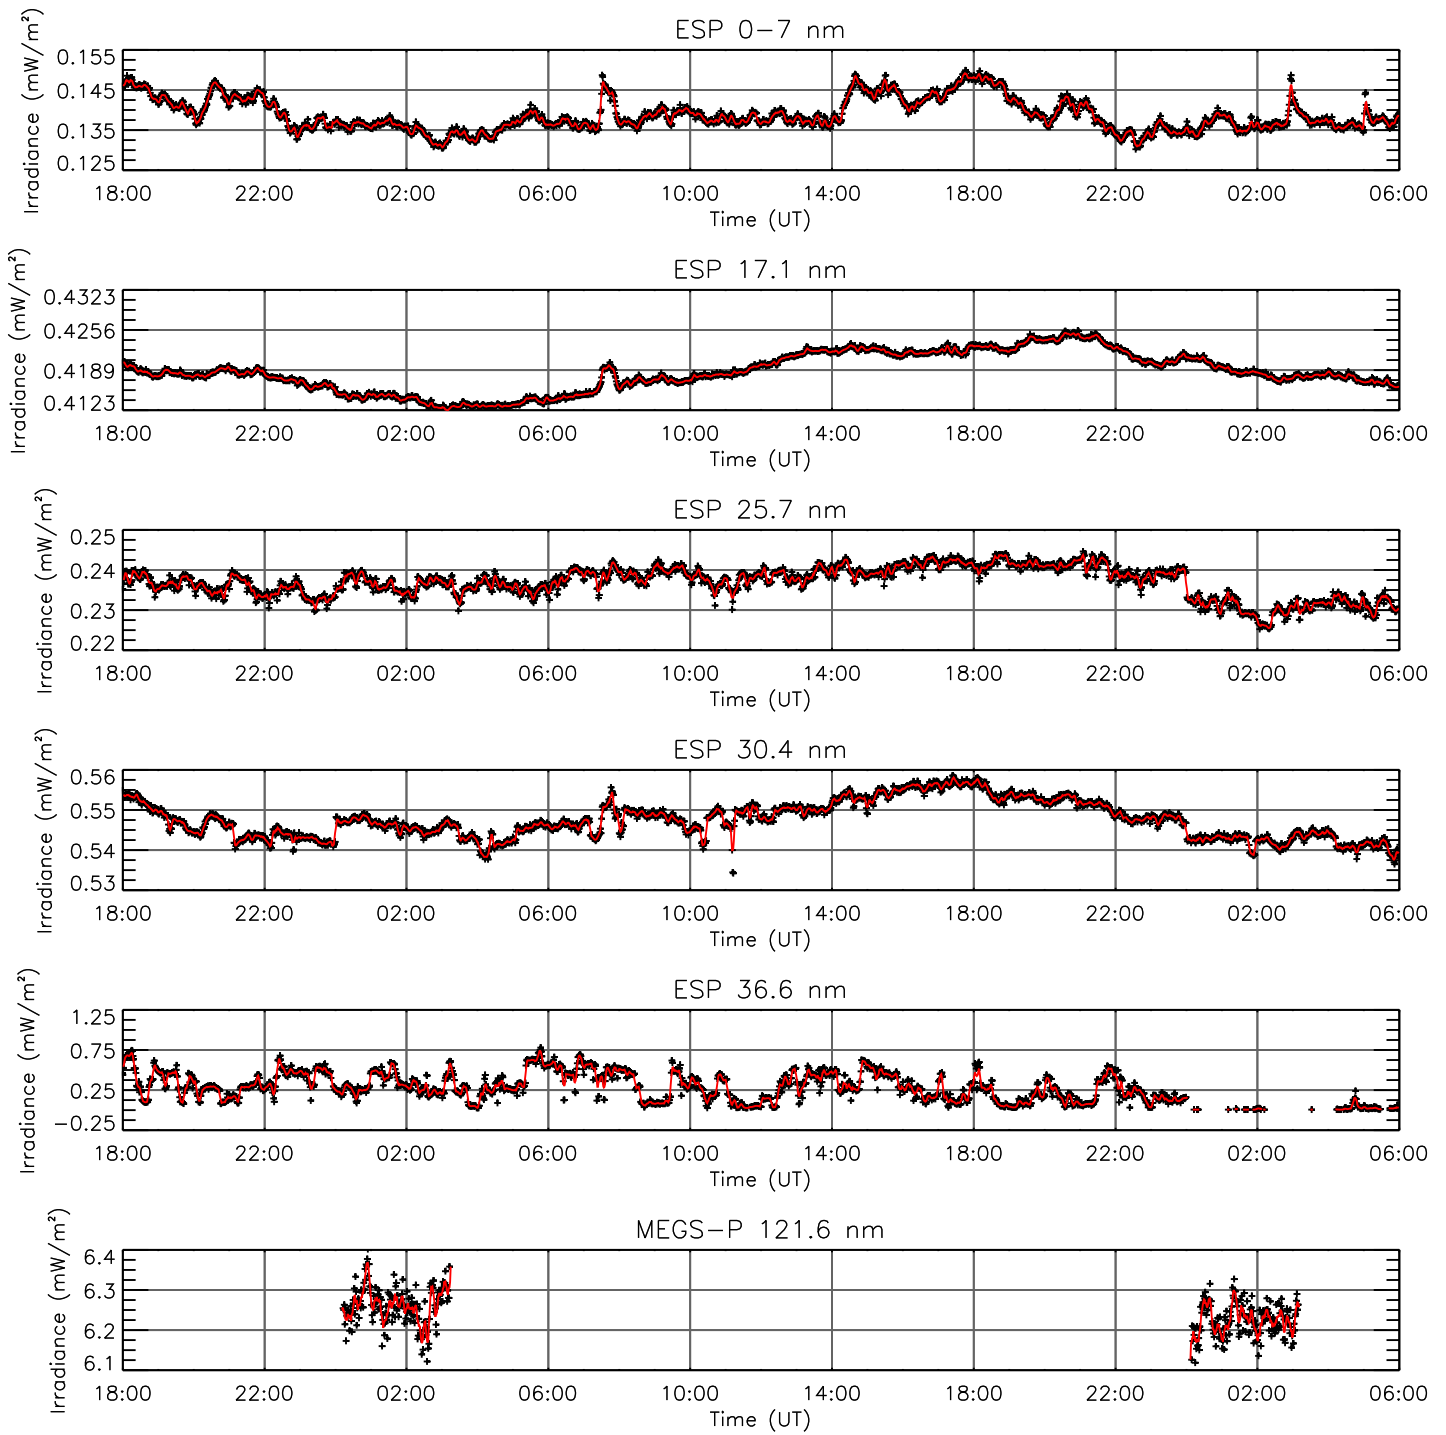 ESP 0−7 nm
Irradiance (mW/m²)
0.155
0.145
0.135
0.125
18:00 22:00 02:00 06:00 10:00 14:00 18:00 22:00 02:00 06:00
Time (UT)
ESP 17.1 nm
Irradiance (mW/m²)
0.4323
0.4256
0.4189
0.4123
18:00 22:00 02:00 06:00 10:00 14:00 18:00 22:00 02:00 06:00
Time (UT)
ESP 25.7 nm
Irradiance (mW/m²)
0.25
0.24
0.23
0.22
18:00 22:00 02:00 06:00 10:00 14:00 18:00 22:00 02:00 06:00
Time (UT)
ESP 30.4 nm
Irradiance (mW/m²)
0.56
0.55
0.54
0.53
18:00 22:00 02:00 06:00 10:00 14:00 18:00 22:00 02:00 06:00
Time (UT)
ESP 36.6 nm
Irradiance (mW/m²)
1.25
0.75
0.25
−0.25
18:00 22:00 02:00 06:00 10:00 14:00 18:00 22:00 02:00 06:00
Time (UT)
MEGS−P 121.6 nm
Irradiance (mW/m²)
6.4
6.3
6.2
6.1
18:00 22:00 02:00 06:00 10:00 14:00 18:00 22:00 02:00 06:00
Time (UT)